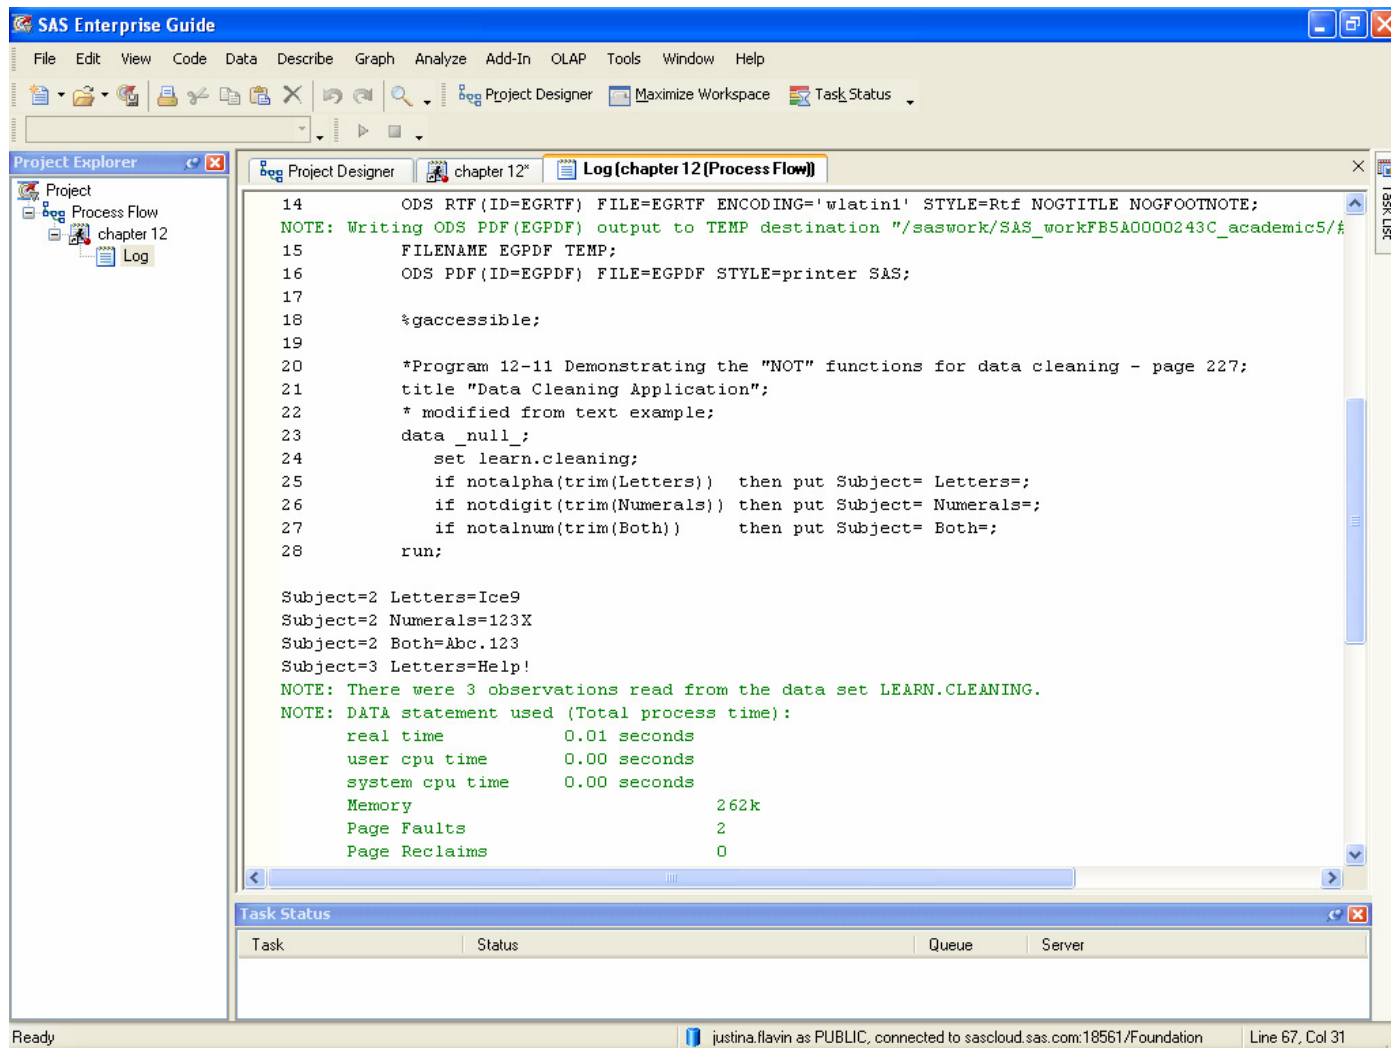 SAS Enterprise Guide
File Edit View Code Data Describe Graph Analyze Add-In OLAP Tools Window Help
Project Designer Maximize Workspace Task Status
Project Explorer
Project
Process Flow
chapter 12
Log
Project Designer chapter 12* Log (chapter 12 (Process Flow))
14 ODS RTF(ID=EGRTF) FILE=EGRTF ENCODING='wlatin1' STYLE=Rtf NOGTITLE NOGFOOTNOTE;
NOTE: Writing ODS PDF(EGPDF) output to TEMP destination "/saswork/SAS_workFB5A0000243C_academic5/#
15 FILENAME EGPDF TEMP;
16 ODS PDF(ID=EGPDF) FILE=EGPDF STYLE=printer SAS;
17
18 %gaccessible;
19
20 *Program 12-11 Demonstrating the "NOT" functions for data cleaning - page 227;
21 title "Data Cleaning Application";
22 * modified from text example;
23 data _null_;
24 set learn.cleaning;
25 if notalpha(trim(Letters)) then put Subject= Letters=;
26 if notdigit(trim(Numerals)) then put Subject= Numerals=;
27 if notalnum(trim(Both)) then put Subject= Both=;
28 run;
Subject=2 Letters=Ice9
Subject=2 Numerals=123X
Subject=2 Both=Abc.123
Subject=3 Letters=Help!
NOTE: There were 3 observations read from the data set LEARN.CLEANING.
NOTE: DATA statement used (Total process time):
real time 0.01 seconds
user cpu time 0.00 seconds
system cpu time 0.00 seconds
Memory 262k
Page Faults 2
Page Reclaims 0
Task List
Task Status
Task Status Queue Server
Ready justina.flavin as PUBLIC, connected to sascloud.sas.com:18561/Foundation Line 67, Col 31